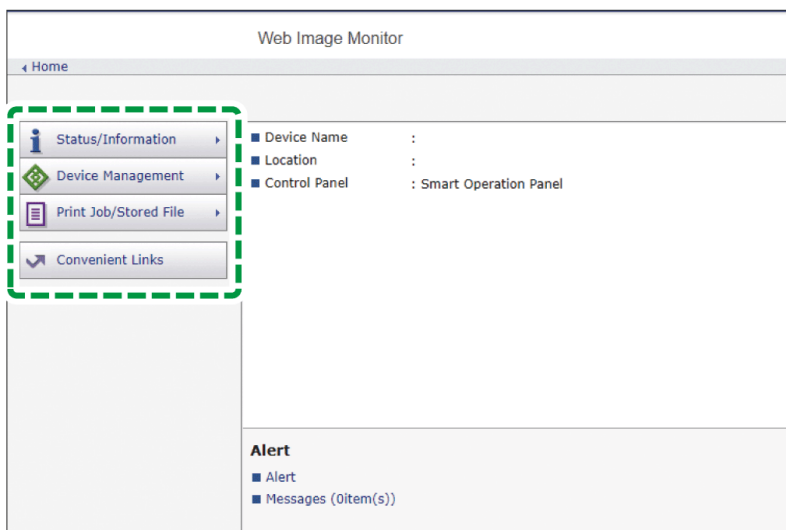 Web Image Monitor
Home
Status/Information
Device Management
Print Job/Stored File
Convenient Links
Device Name :
Location :
Control Panel : Smart Operation Panel
Alert
Alert
Messages (0item(s))